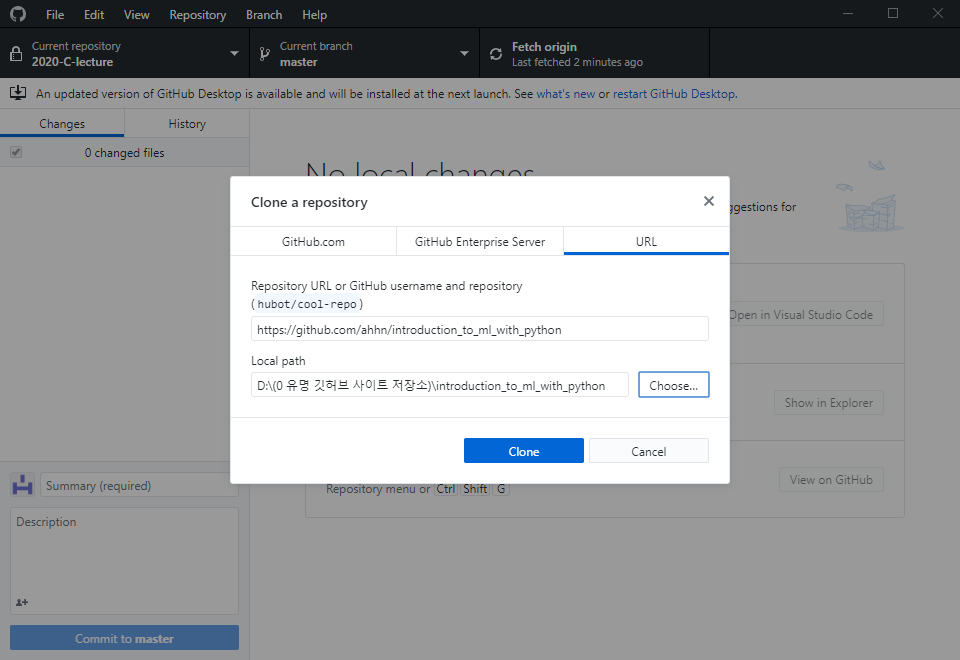 File Edit View Repository Branch Help
Current repository
2020-C-lecture
Current branch
master
Fetch origin
Last fetched 2 minutes ago
An updated version of GitHub Desktop is available and will be installed at the next launch. See what's new or restart GitHub Desktop.
Changes History
0 changed files
No local changes
Clone a repository
ggestions for
GitHub.com GitHub Enterprise Server URL
Repository URL or GitHub username and repository
(hubot/cool-repo)
https://github.com/ahhn/introduction_to_ml_with_python
Open in Visual Studio Code
Local path
D:\(0 유명 깃허브 사이트 저장소)\introduction_to_ml_with_python Choose...
Show in Explorer
Clone Cancel
View on GitHub
Repository menu or Ctrl Shift G
Summary (required)
Description
Commit to master